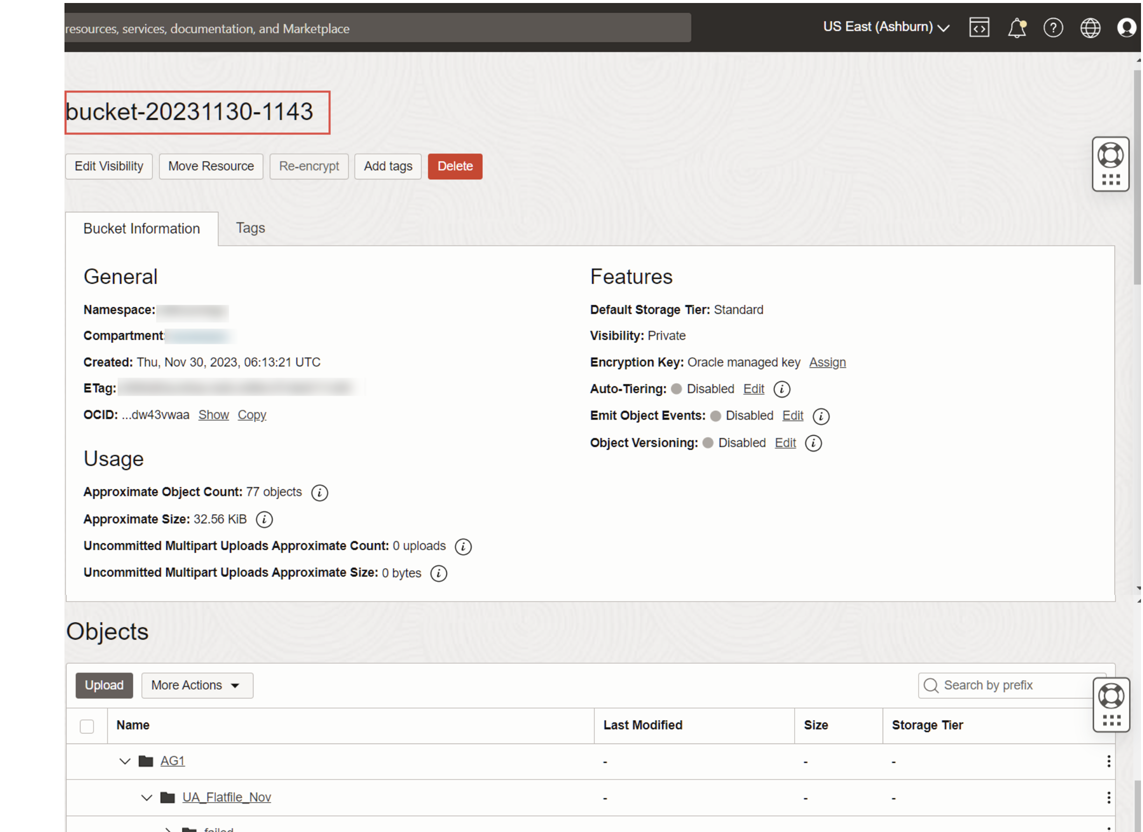 resources, services, documentation, and Marketplace
US East (Ashburn)
bucket-20231130-1143
Edit Visibility
Move Resource
Re-encrypt
Add tags
Delete
Bucket Information
Tags
General
Namespace:
Compartment:
Created: Thu, Nov 30, 2023, 06:13:21 UTC
ETag:
OCID: ...dw43vwaa Show Copy
Usage
Approximate Object Count: 77 objects
Approximate Size: 32.56 KiB
Uncommitted Multipart Uploads Approximate Count: 0 uploads
Uncommitted Multipart Uploads Approximate Size: 0 bytes
Features
Default Storage Tier: Standard
Visibility: Private
Encryption Key: Oracle managed key Assign
Auto-Tiering: Disabled Edit
Emit Object Events: Disabled Edit
Object Versioning: Disabled Edit
Objects
Upload
More Actions
Search by prefix
Name Last Modified Size Storage Tier
AG1 - - -
UA_Flatfile_Nov - - -
failed